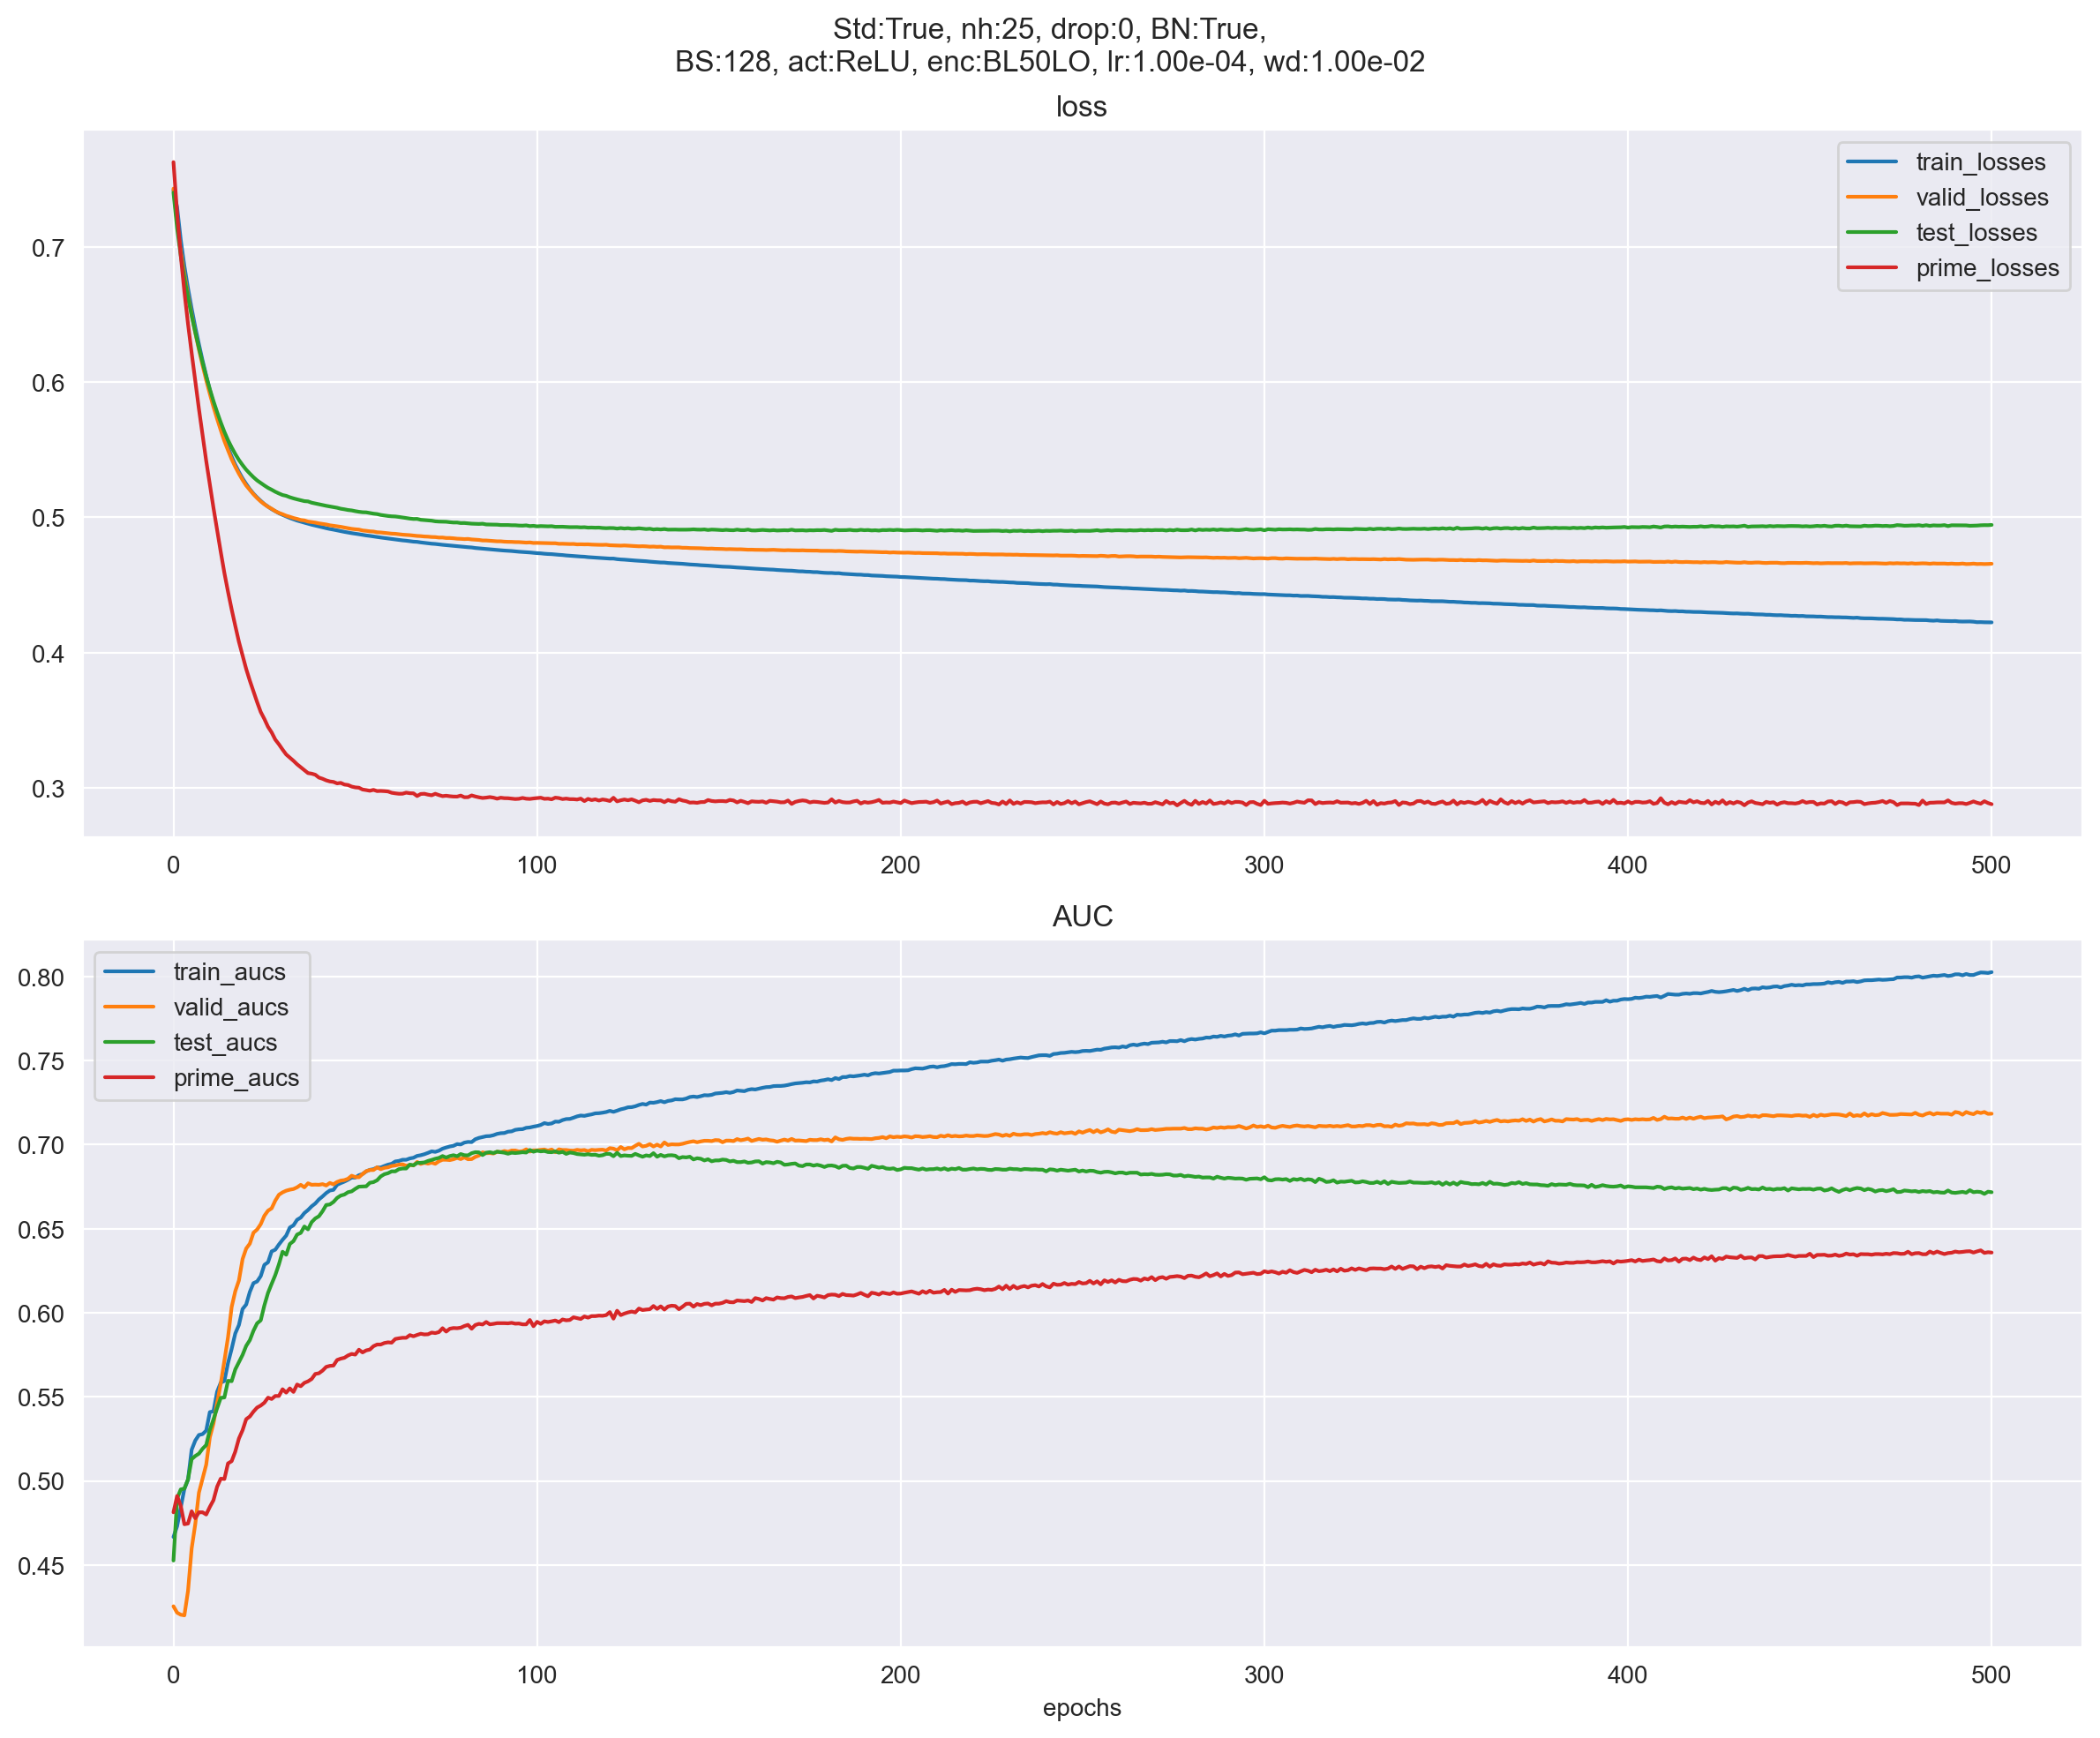 Std:True, nh:25, drop:0, BN:True,
BS:128, act:ReLU, enc:BL50LO, lr:1.00e-04, wd:1.00e-02
loss
train_losses
valid_losses
test_losses
prime_losses
0.7
0.6
0.5
0.4
0.3
0 100 200 300 400 500
AUC
train_aucs
valid_aucs
test_aucs
prime_aucs
0.80
0.75
0.70
0.65
0.60
0.55
0.50
0.45
0 100 200 300 400 500
epochs